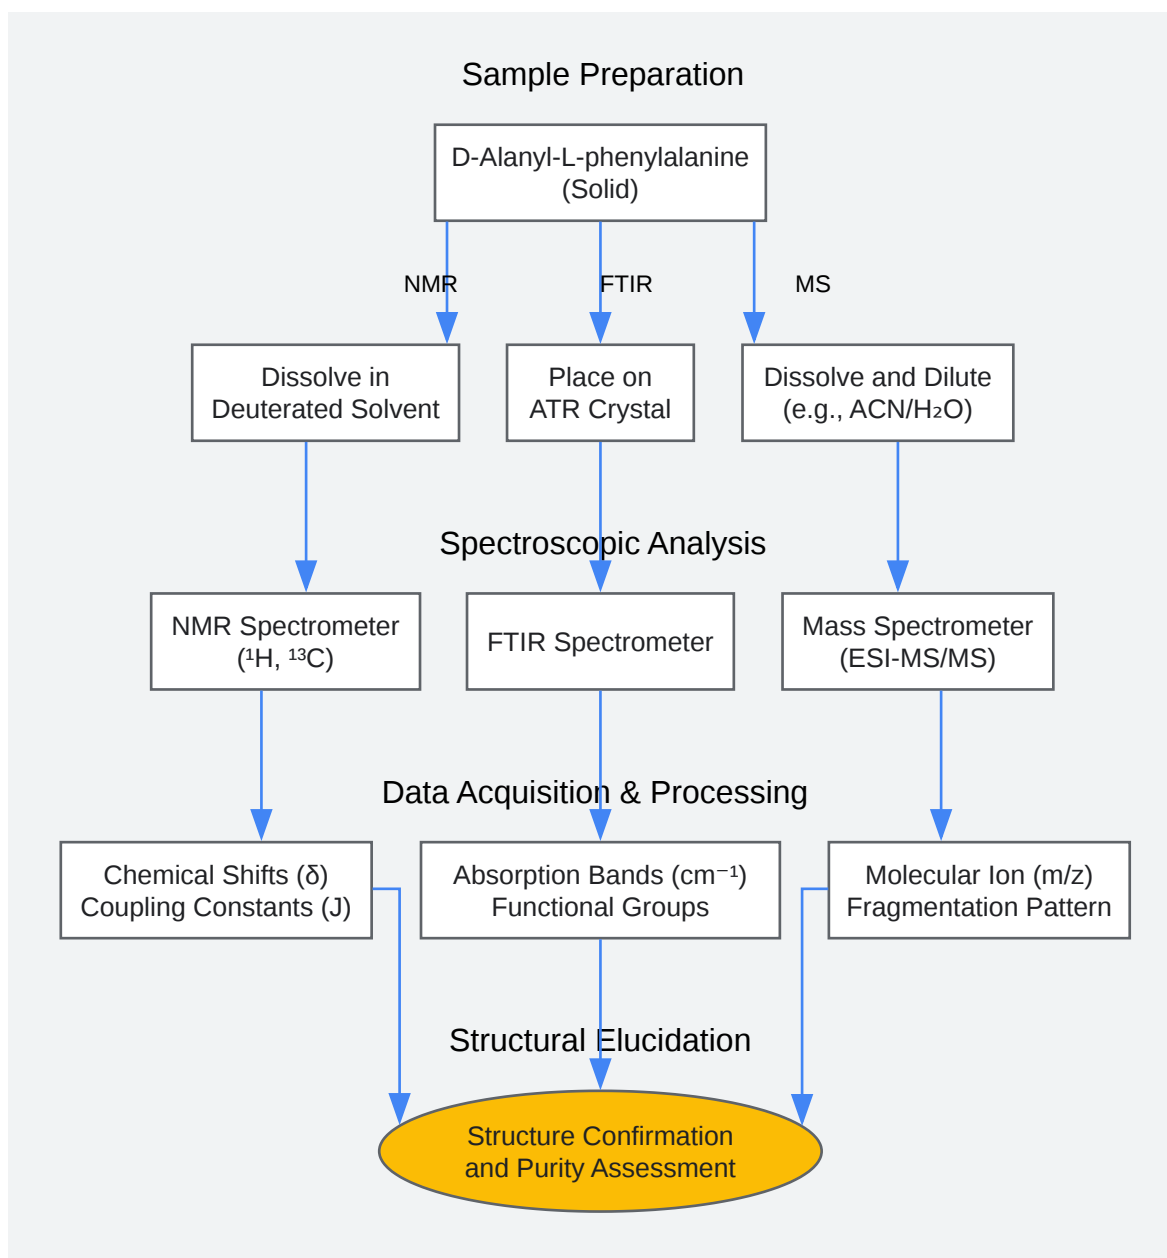 Sample Preparation
D-Alanyl-L-phenylalanine
(Solid)
NMR
FTIR
MS
Dissolve in
Deuterated Solvent
Place on
ATR Crystal
Dissolve and Dilute
(e.g., ACN/H₂O)
Spectroscopic Analysis
NMR Spectrometer
(¹H, ¹³C)
FTIR Spectrometer
Mass Spectrometer
(ESI-MS/MS)
Data Acquisition & Processing
Chemical Shifts (δ)
Coupling Constants (J)
Absorption Bands (cm⁻¹)
Functional Groups
Molecular Ion (m/z)
Fragmentation Pattern
Structural Elucidation
Structure Confirmation
and Purity Assessment